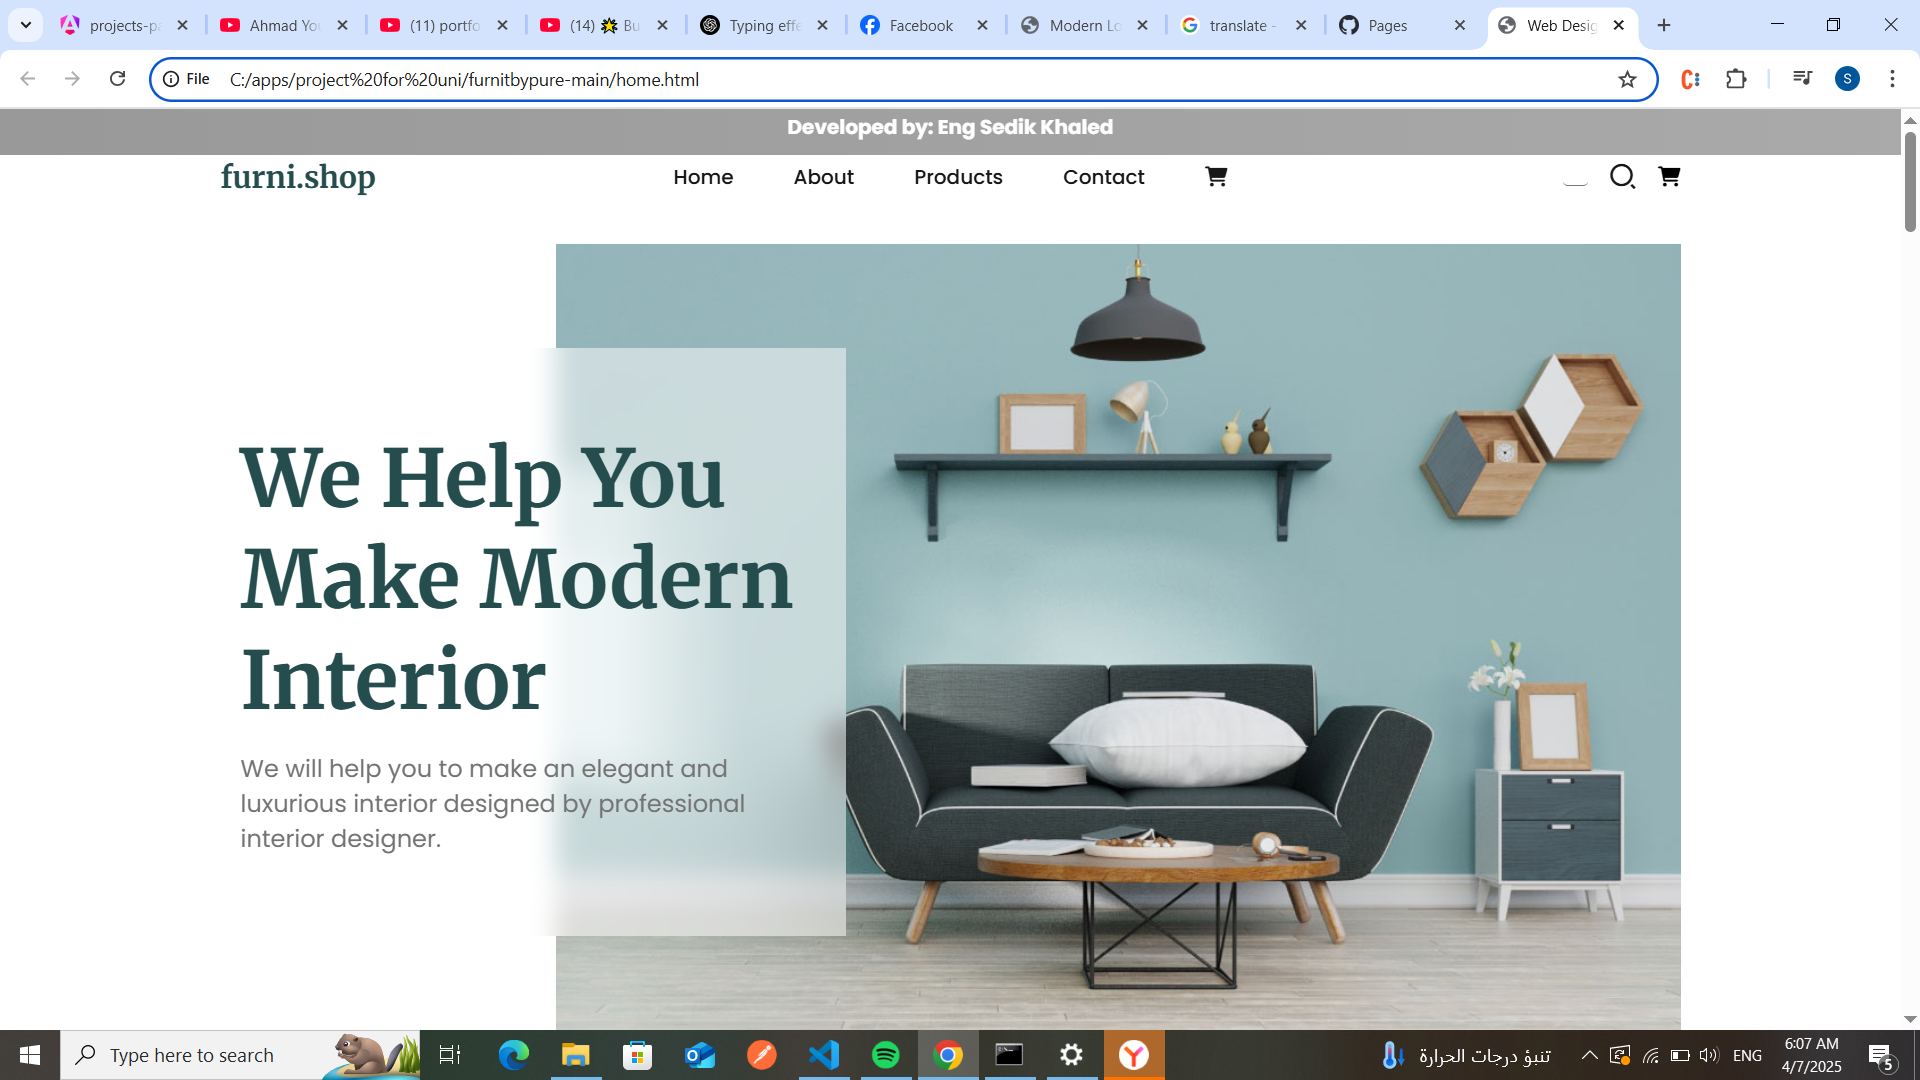 projects-pa
Ahmad You
(11) portfo
(14) 🌟 Bu
Typing effe
Facebook
Modern Lo
translate -
Pages
Web Desig
File
C:/apps/project%20for%20uni/furnitbypure-main/home.html
S
Developed by: Eng Sedik Khaled
furni.shop
Home
About
Products
Contact
We Help You
Make Modern
Interior
We will help you to make an elegant and
luxurious interior designed by professional
interior designer.
Type here to search
تنبؤ درجات الحرارة
ENG
6:07 AM
4/7/2025
5